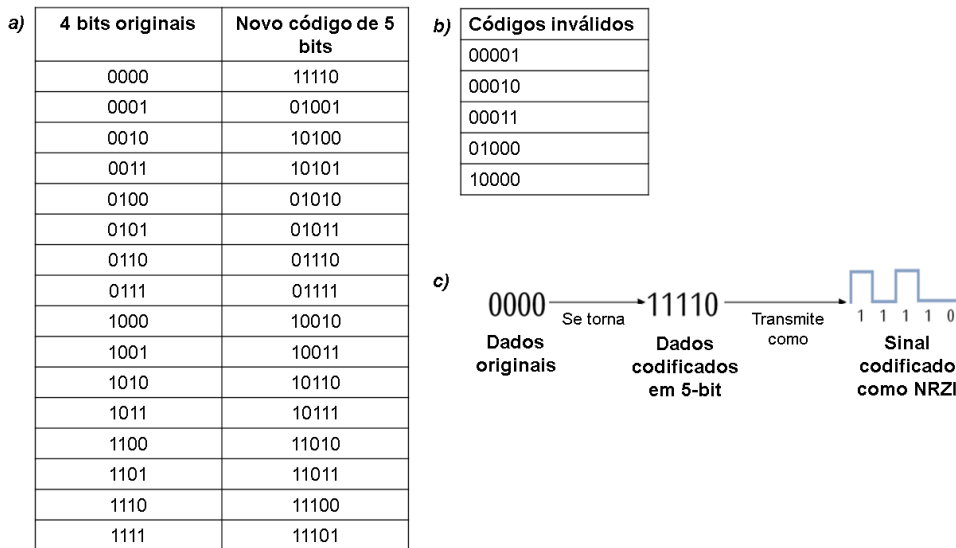 a)
4 bits originais Novo código de 5 bits
0000 11110
0001 01001
0010 10100
0011 10101
0100 01010
0101 01011
0110 01110
0111 01111
1000 10010
1001 10011
1010 10110
1011 10111
1100 11010
1101 11011
1110 11100
1111 11101
b)
Códigos inválidos
00001
00010
00011
01000
10000
c)
0000 Se torna 11110 Transmite como 1 1 1 1 0
Dados originais
Dados codificados em 5-bit
Sinal codificado como NRZI